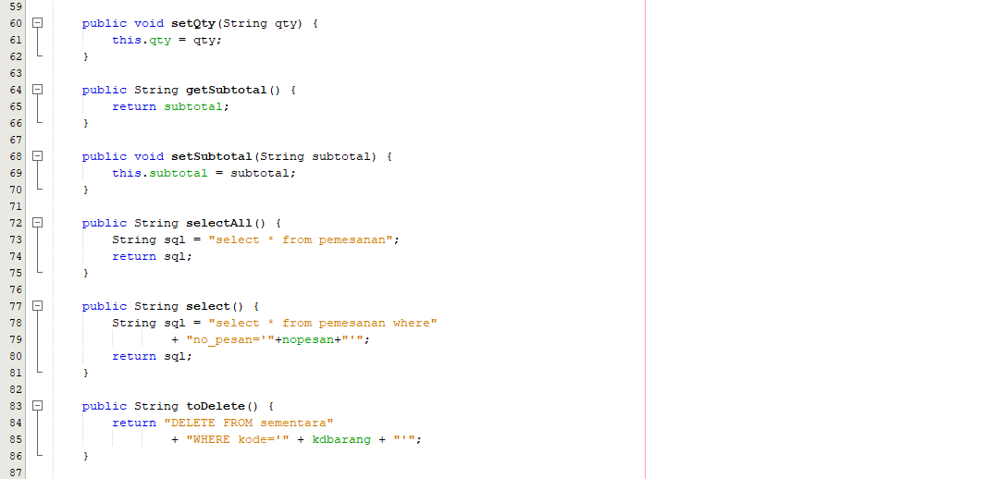 59
60 public void setQty(String qty) {
61 this.qty = qty;
62 }
63
64 public String getSubtotal() {
65 return subtotal;
66 }
67
68 public void setSubtotal(String subtotal) {
69 this.subtotal = subtotal;
70 }
71
72 public String selectAll() {
73 String sql = "select * from pemesanan";
74 return sql;
75 }
76
77 public String select() {
78 String sql = "select * from pemesanan where"
79 + "no_pesan='"+nopesan+"'";
80 return sql;
81 }
82
83 public String toDelete() {
84 return "DELETE FROM sementara"
85 + "WHERE kode='" + kdbarang + "'";
86 }
87